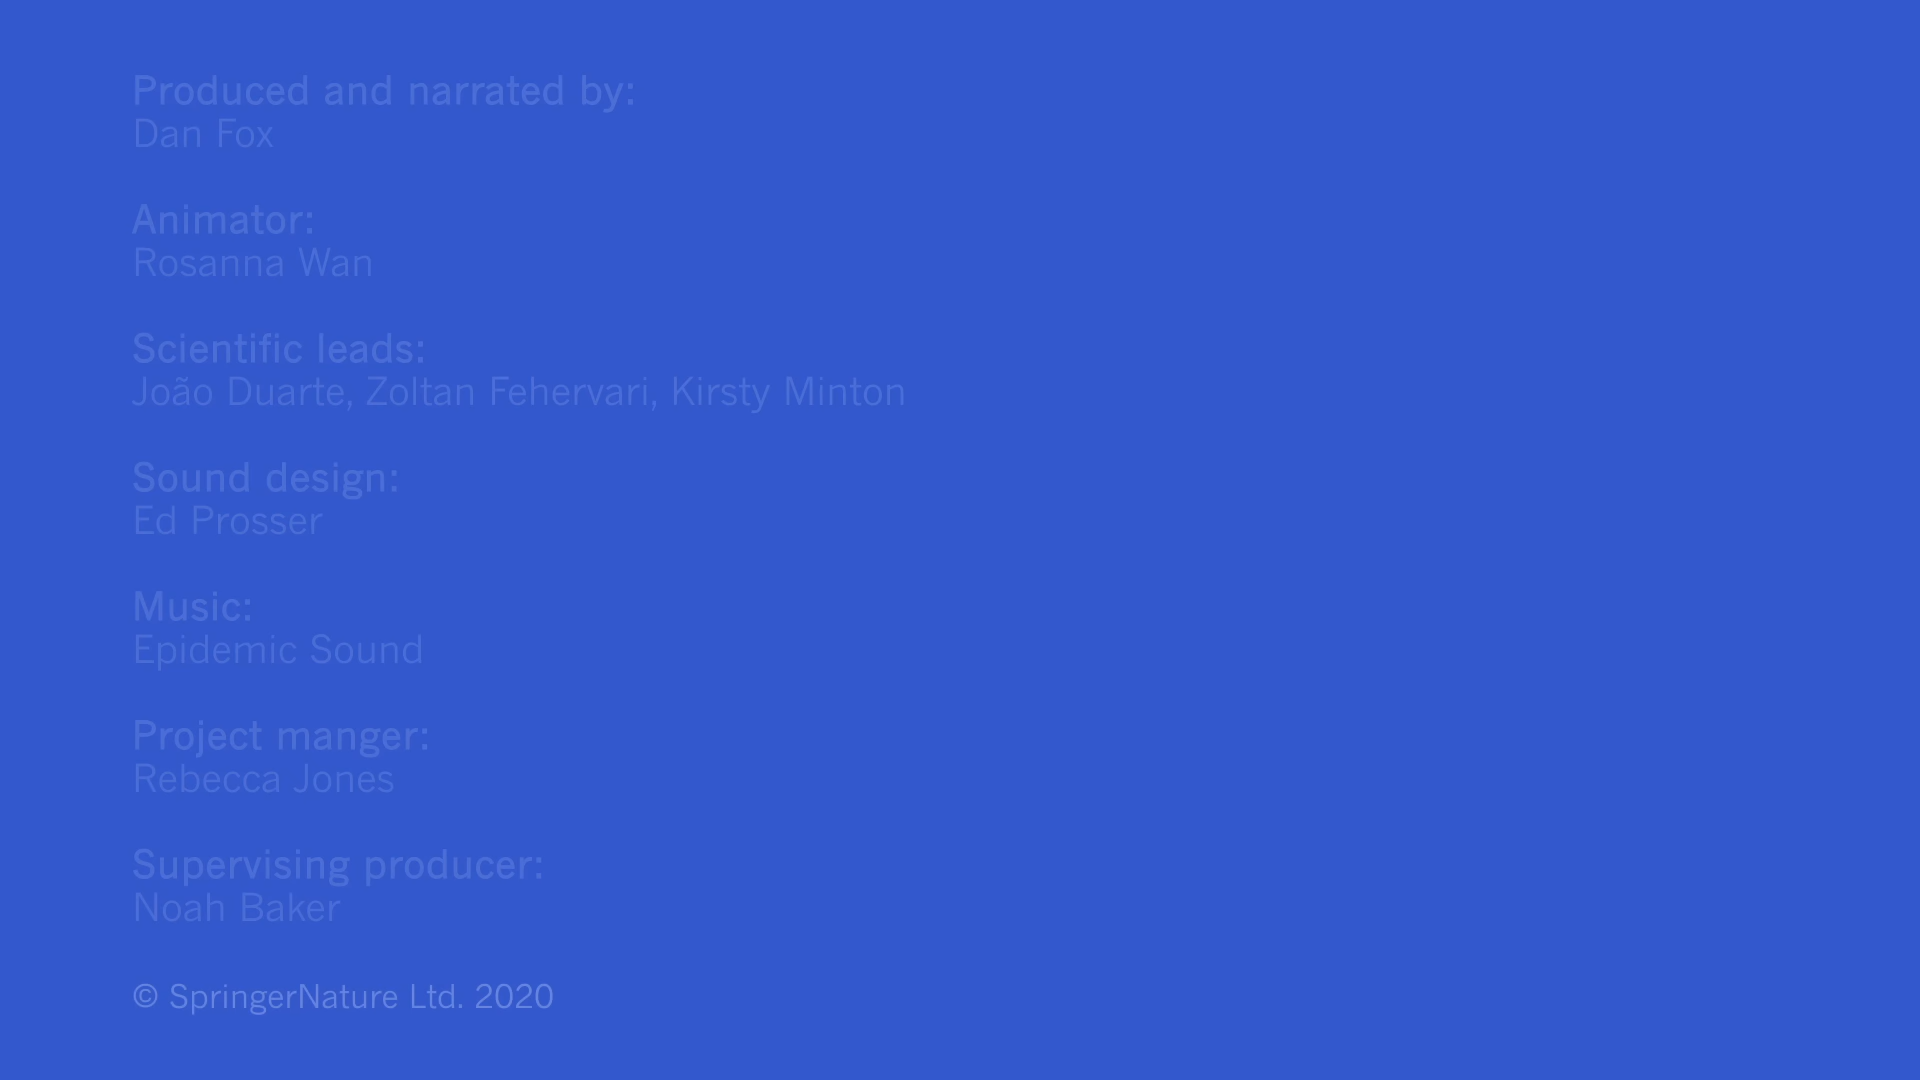 Produced and narrated by:
Dan Fox
Animator:
Rosanna Wan
Scientific leads:
João Duarte, Zoltan Fehervari, Kirsty Minton
Sound design:
Ed Prosser
Music:
Epidemic Sound
Project manger:
Rebecca Jones
Supervising producer:
Noah Baker
© SpringerNature Ltd. 2020